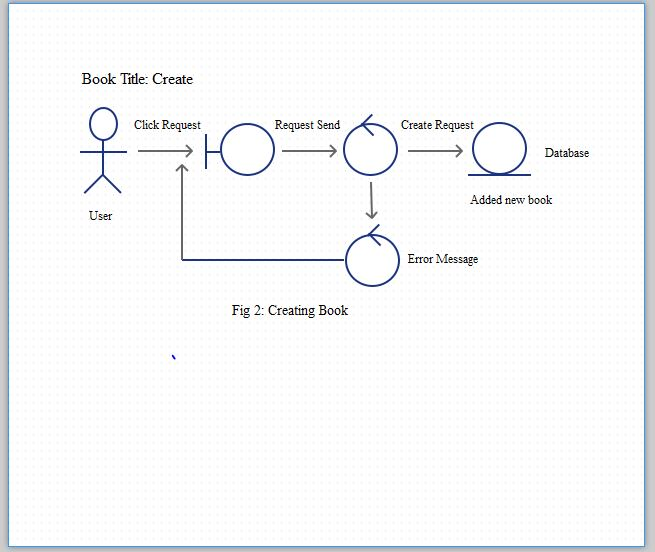 Book Title: Create
Click Request
Request Send
Create Request
Database
Added new book
User
Error Message
Fig 2: Creating Book